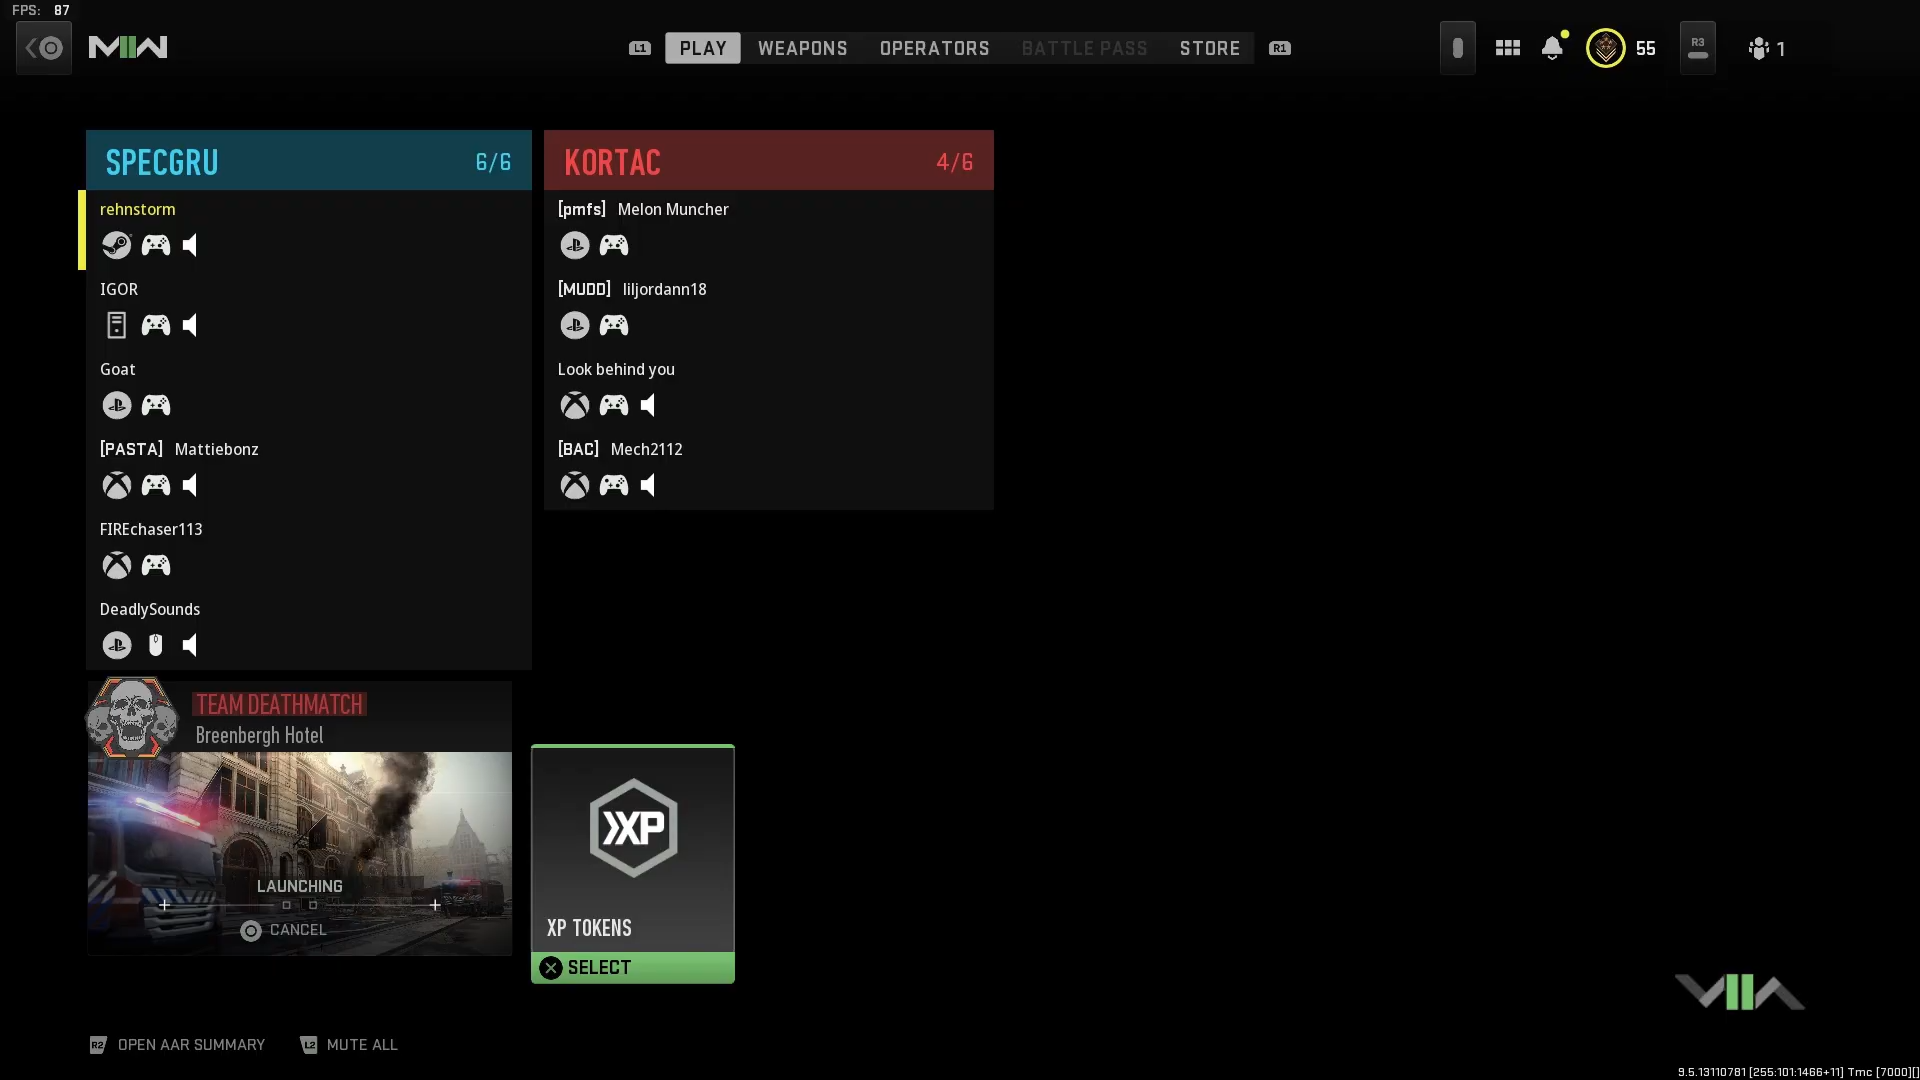 FPS: 87
MW
L1 PLAY WEAPONS OPERATORS BATTLE PASS STORE R1
55 R3 1
SPECGRU 6/6
rehnstorm
IGOR
Goat
[PASTA] Mattiebonz
FIREchaser113
DeadlySounds
KORTAC 4/6
[pmfs] Melon Muncher
[MUDD] liljordann18
Look behind you
[BAC] Mech2112
TEAM DEATHMATCH
Breenbergh Hotel
LAUNCHING
CANCEL
XP
XP TOKENS
SELECT
R2 OPEN AAR SUMMARY L2 MUTE ALL
9.5.13110781 [255:101:1466+11] Tmc [7000][]